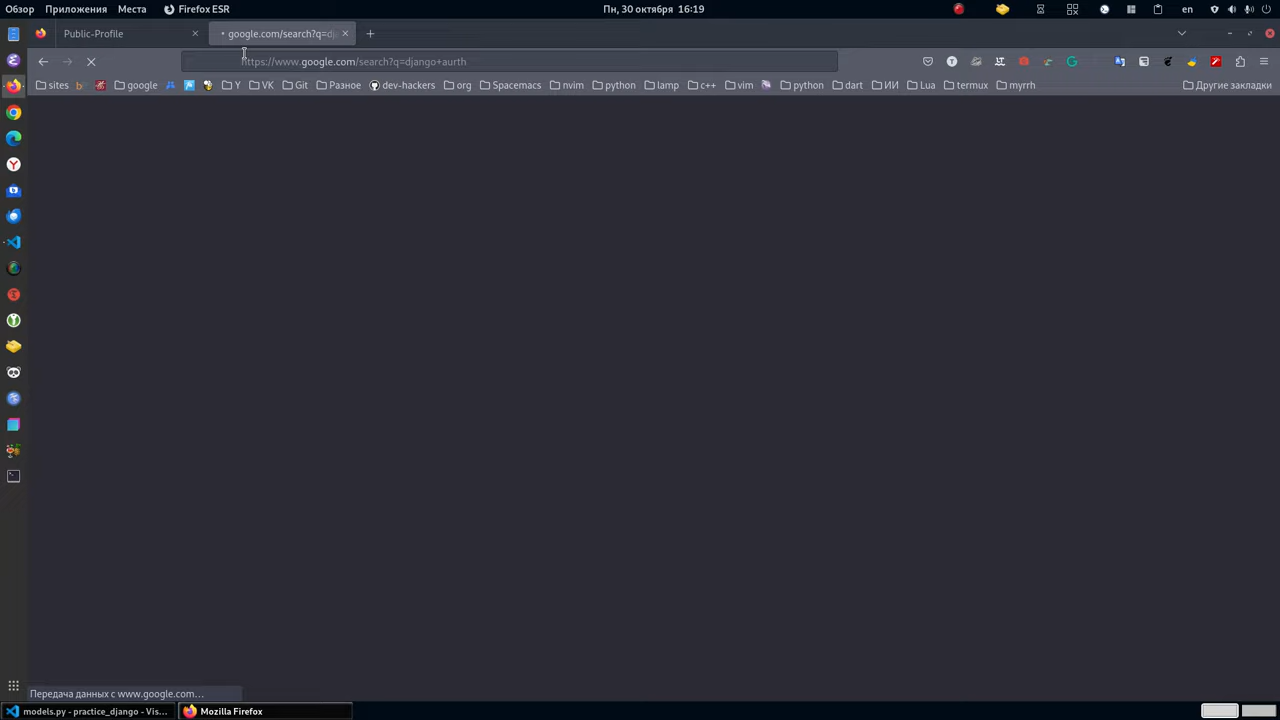 Обзор Приложения Места Firefox ESR Пн, 30 октября 16:19 en
Public-Profile google.com/search?q=dj
https://www.google.com/search?q=django+aurth
sites google Y VK Git Разное dev-hackers org Spacemacs nvim python lamp c++ vim python dart ИИ Lua termux myrrh Другие закладки
Передача данных с www.google.com…
models.py - practice_django - Vis... Mozilla Firefox